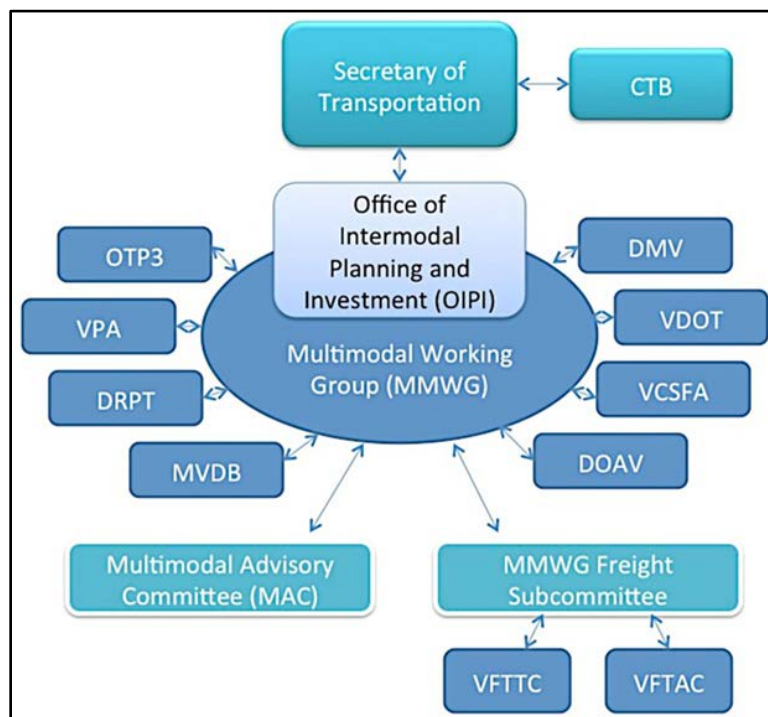 Secretary of
Transportation
CTB
Office of
Intermodal
Planning and
Investment (OIPI)
OTP3
DMV
VPA
VDOT
Multimodal Working
Group (MMWG)
DRPT
VCSFA
MVDB
DOAV
Multimodal Advisory
Committee (MAC)
MMWG Freight
Subcommittee
VFTTC
VFTAC